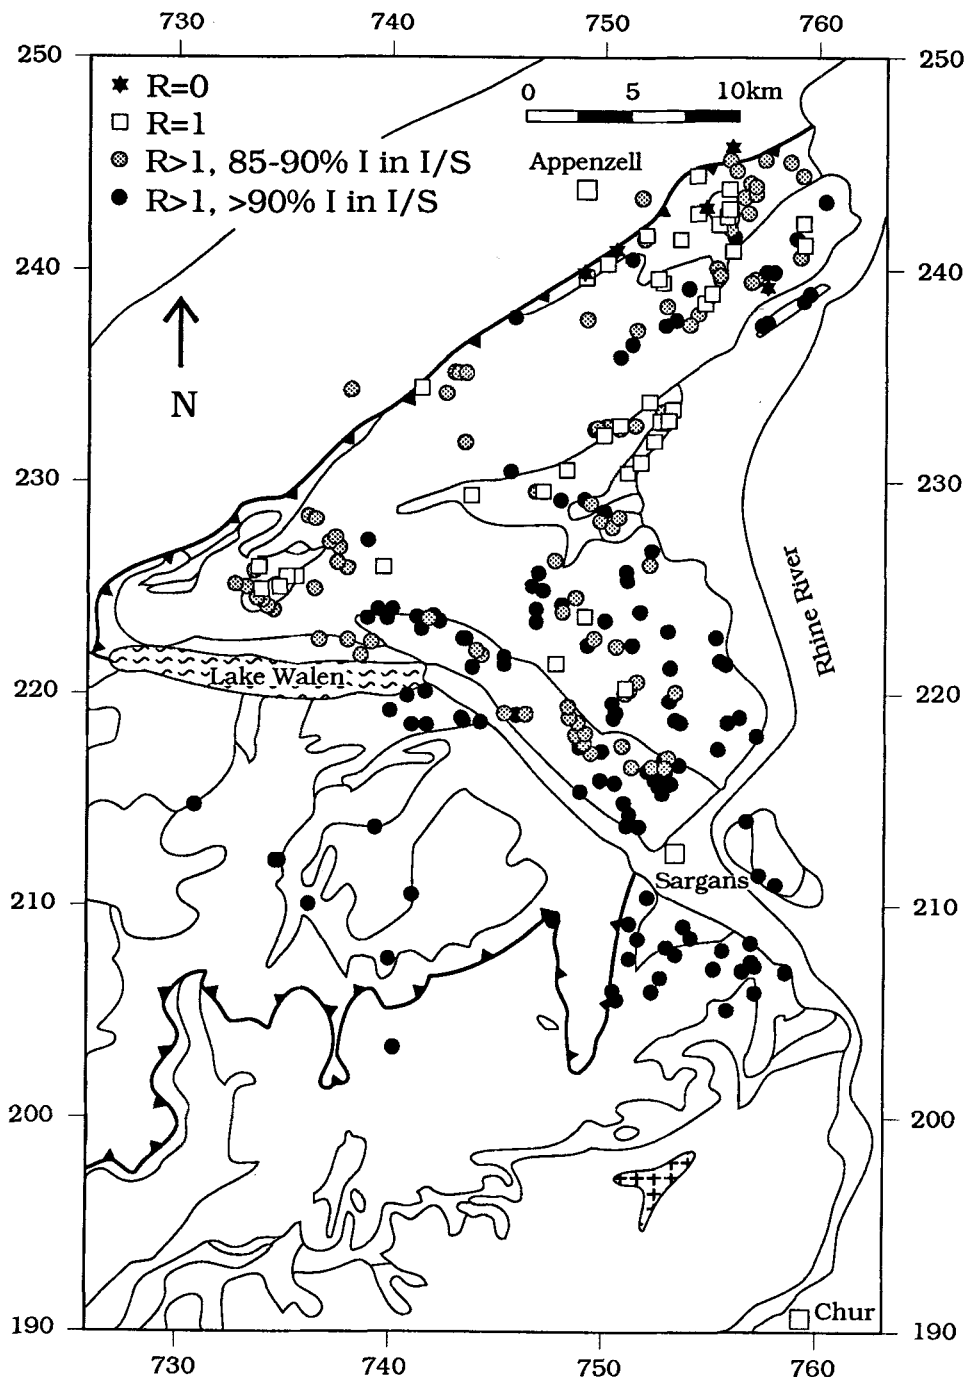 730 740 750 760
250 250
R=0
R=1
R>1, 85-90% I in I/S
R>1, >90% I in I/S
0 5 10km
Appenzell
240 240
N
230 230
Rhine River
Lake Walen
220 220
Sargans
210 210
200 200
Chur
190 190
730 740 750 760